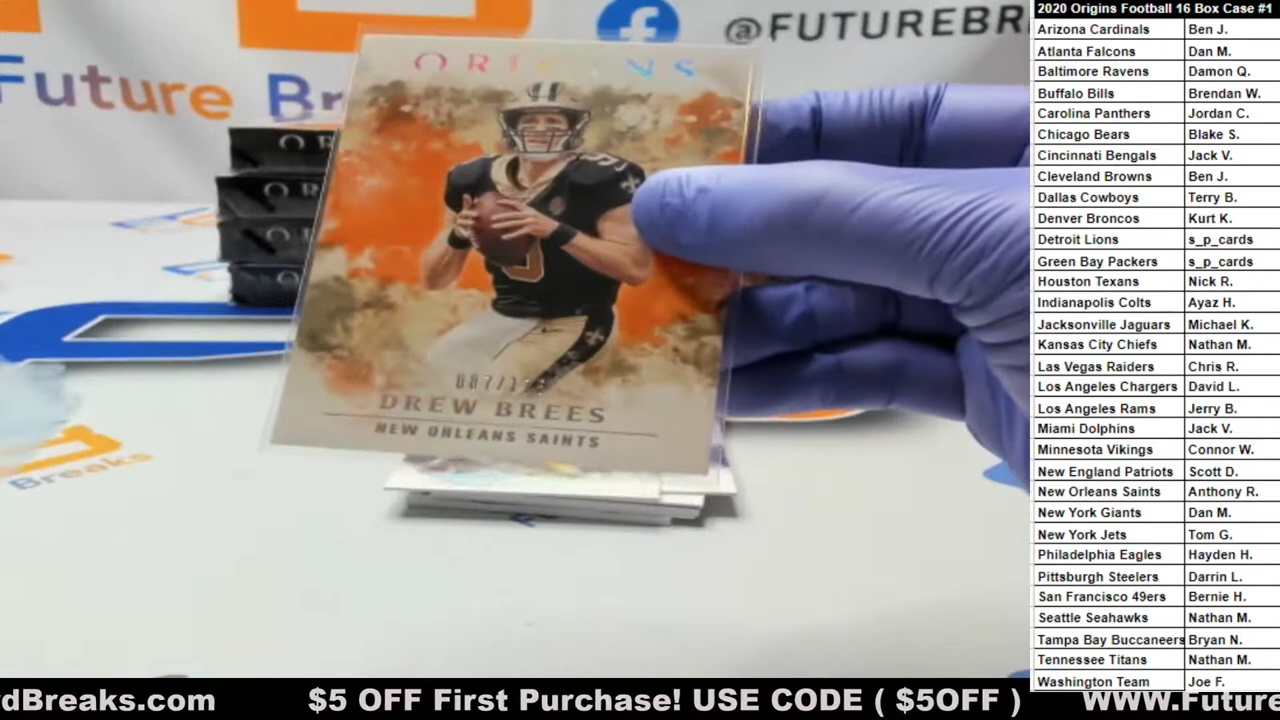 @FUTUREBR
Future Br
ORIGINS
DREW BREES
NEW ORLEANS SAINTS
Breaks
2020 Origins Football 16 Box Case #1
Arizona Cardinals Ben J.
Atlanta Falcons Dan M.
Baltimore Ravens Damon Q.
Buffalo Bills Brendan W.
Carolina Panthers Jordan C.
Chicago Bears Blake S.
Cincinnati Bengals Jack V.
Cleveland Browns Ben J.
Dallas Cowboys Terry B.
Denver Broncos Kurt K.
Detroit Lions s_p_cards
Green Bay Packers s_p_cards
Houston Texans Nick R.
Indianapolis Colts Ayaz H.
Jacksonville Jaguars Michael K.
Kansas City Chiefs Nathan M.
Las Vegas Raiders Chris R.
Los Angeles Chargers David L.
Los Angeles Rams Jerry B.
Miami Dolphins Jack V.
Minnesota Vikings Connor W.
New England Patriots Scott D.
New Orleans Saints Anthony R.
New York Giants Dan M.
New York Jets Tom G.
Philadelphia Eagles Hayden H.
Pittsburgh Steelers Darrin L.
San Francisco 49ers Bernie H.
Seattle Seahawks Nathan M.
Tampa Bay Buccaneers Bryan N.
Tennessee Titans Nathan M.
Washington Team Joe F.
dBreaks.com $5 OFF First Purchase! USE CODE ( $5OFF ) WWW.Future